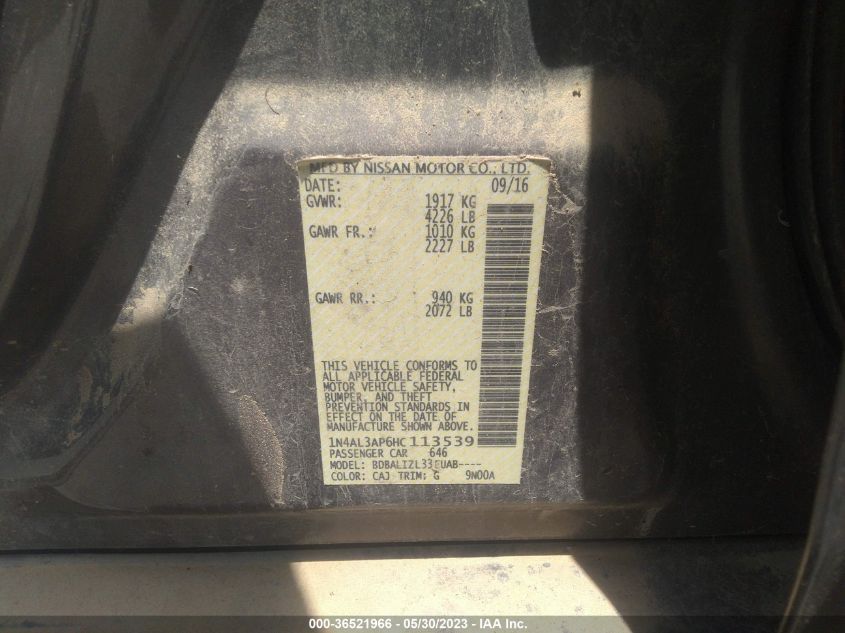 MFD BY NISSAN MOTOR CO., LTD.
DATE: 09/16
GVWR: 1917 KG
4226 LB
GAWR FR.: 1010 KG
2227 LB
GAWR RR.: 940 KG
2072 LB
THIS VEHICLE CONFORMS TO
ALL APPLICABLE FEDERAL
MOTOR VEHICLE SAFETY,
BUMPER, AND THEFT
PREVENTION STANDARDS IN
EFFECT ON THE DATE OF
MANUFACTURE SHOWN ABOVE.
1N4AL3AP6HC113539
PASSENGER CAR 646
MODEL: BDBALIZL33EUAB----
COLOR: CAJ TRIM: G 9N00A
000-36521966 - 05/30/2023 - IAA Inc.